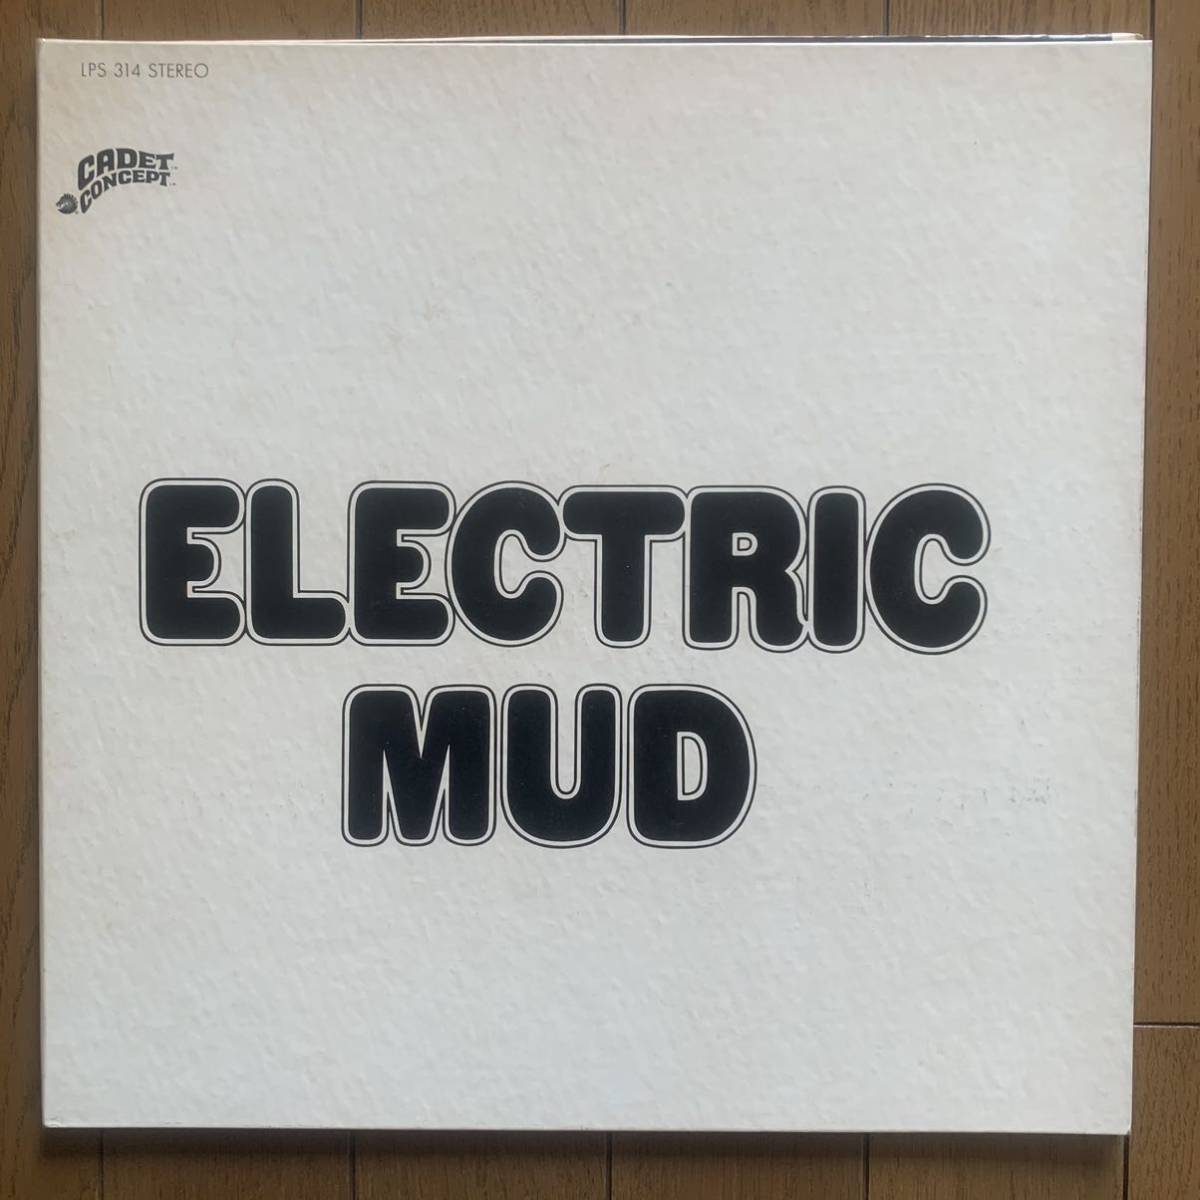 LPS 314 STEREO
CADET
CONCEPT
ELECTRIC
MUD